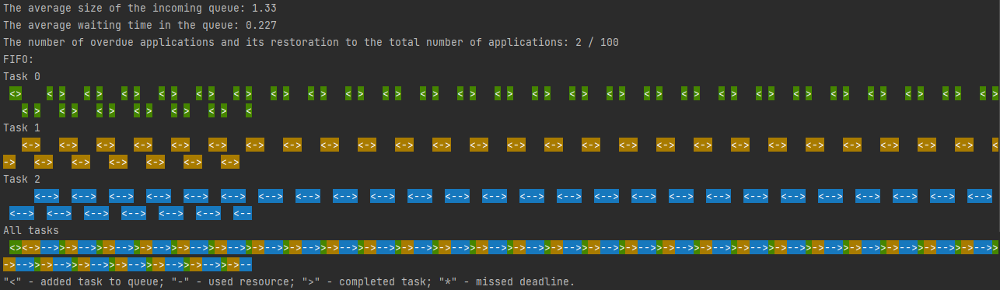 The average size of the incoming queue: 1.33
The average waiting time in the queue: 0.227
The number of overdue applications and its restoration to the total number of applications: 2 / 100
FIFO:
Task 0
 <>    < >   < >   < >   < >   < >   < >   < >   < >   < >   < >   < >   < >   < >   < >   < >   < >   < >   < >   < >   < >   < >   < >   < >   < >   < >   < >
   < >   < >   < >   < >   < >   < >   <
Task 1
   <->   <->   <->   <->   <->   <->   <->   <->   <->   <->   <->   <->   <->   <->   <->   <->   <->   <->   <->   <->   <->   <->   <->   <->   <->   <->   <
->   <->   <->   <->   <->   <->   <->
Task 2
     <-->  <-->  <-->  <-->  <-->  <-->  <-->  <-->  <-->  <-->  <-->  <-->  <-->  <-->  <-->  <-->  <-->  <-->  <-->  <-->  <-->  <-->  <-->  <-->  <-->  <-->
 <-->  <-->  <-->  <-->  <-->  <-->  <--
All tasks
 <><->-->>->-->>->-->>->-->>->-->>->-->>->-->>->-->>->-->>->-->>->-->>->-->>->-->>->-->>->-->>->-->>->-->>->-->>->-->>->-->>->-->>->-->>->-->>->-->>->-->>->-->>
->-->>->-->>->-->>->-->>->-->>->-->>->--
"<" - added task to queue; "-" - used resource; ">" - completed task; "*" - missed deadline.